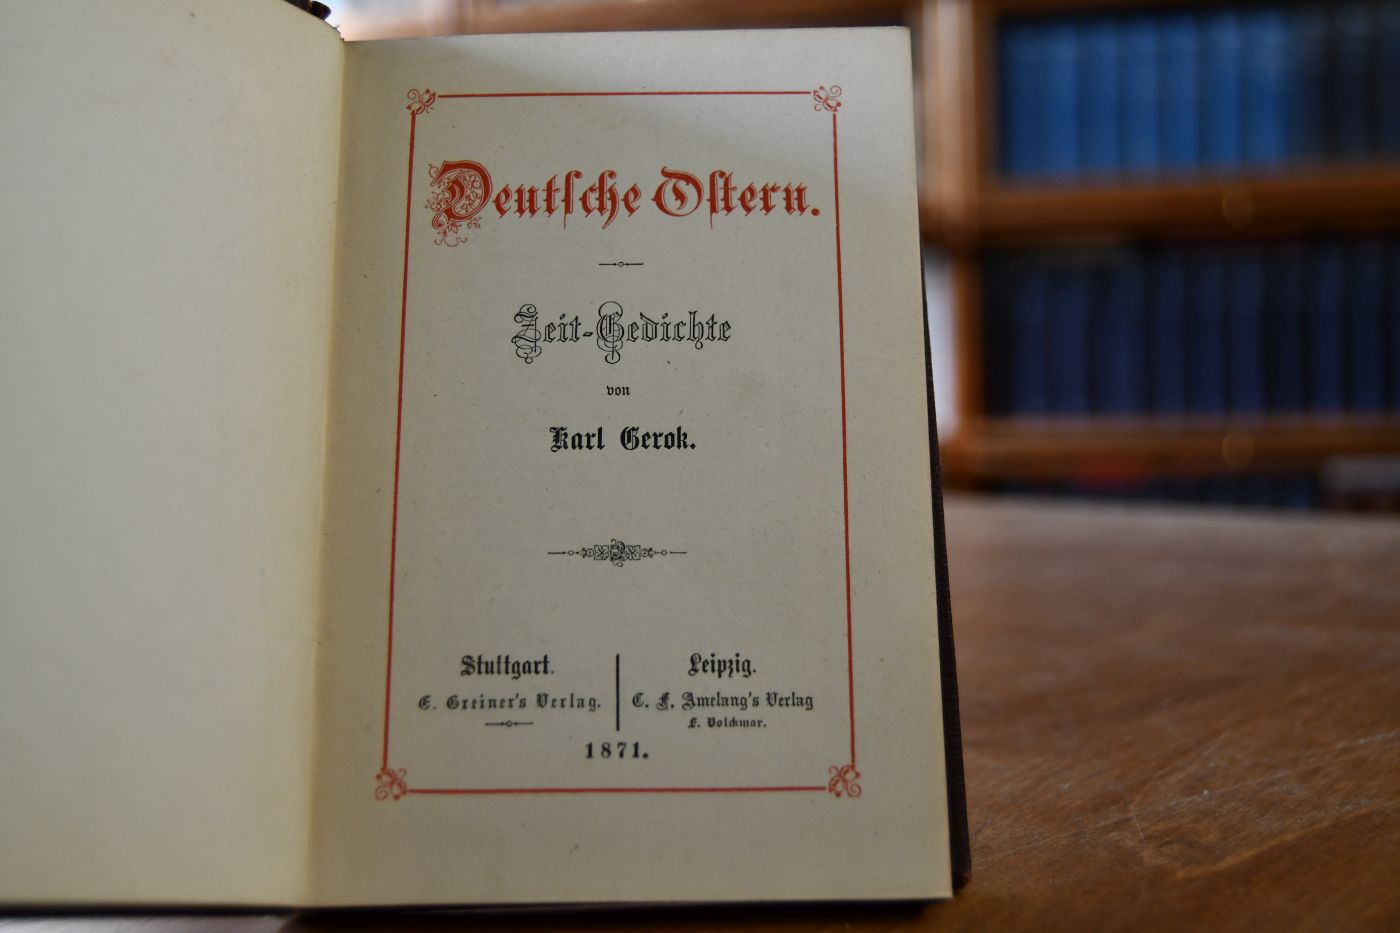 Deutſche Oſtern.
Zeit-Gedichte
von
Karl Gerok.
Stuttgart.
E. Greiner's Verlag.
Leipzig.
C. F. Amelang's Verlag
F. Volckmar.
1871.